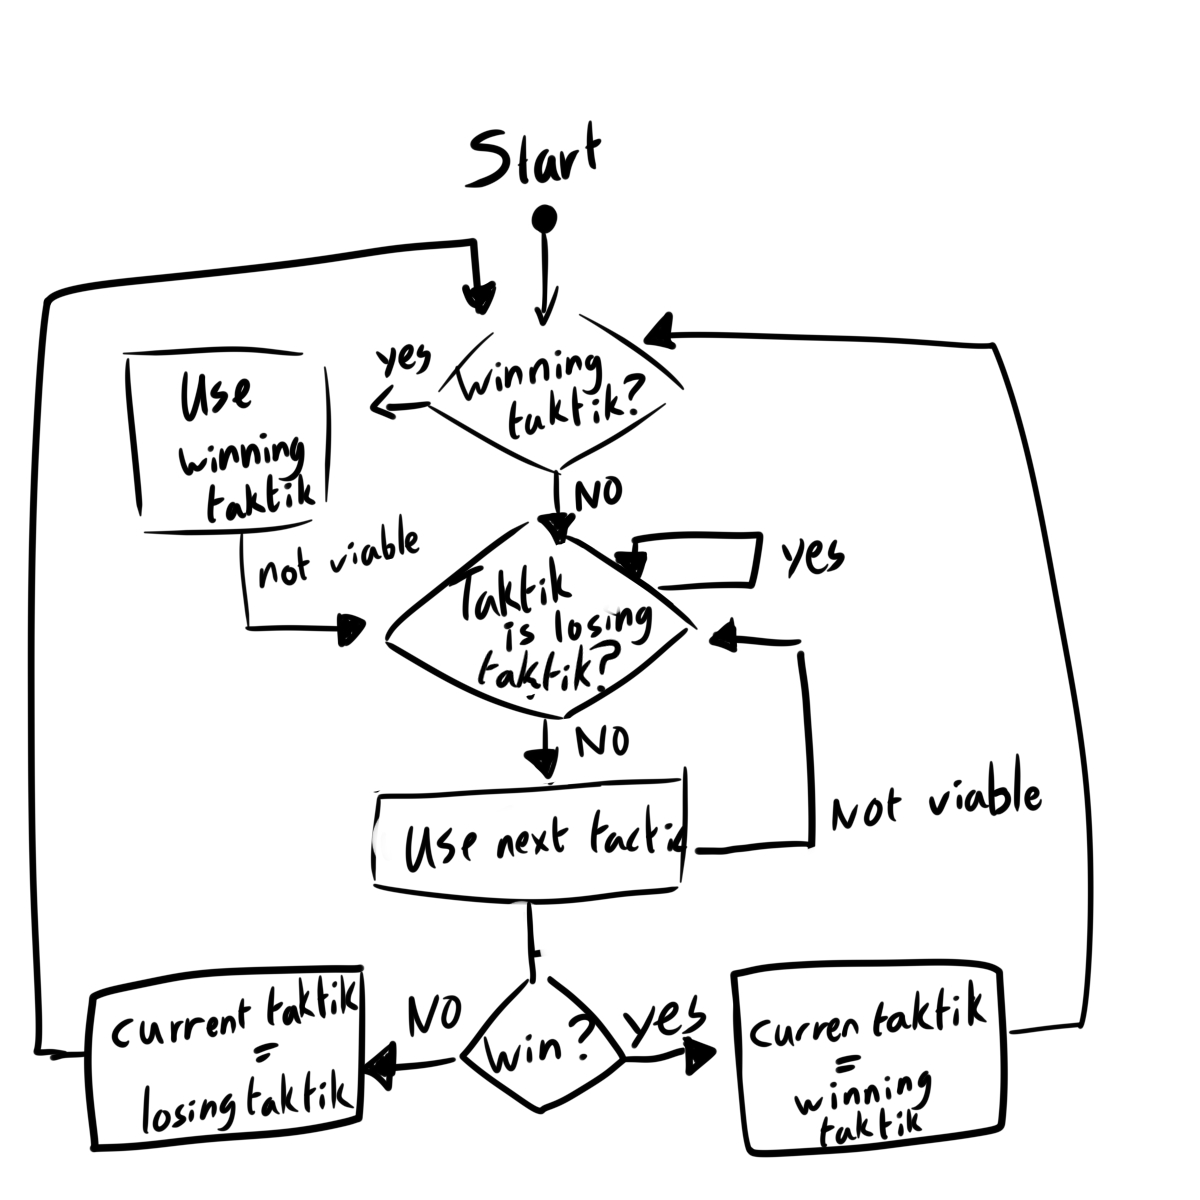 Start
yes
winning
taktik?
Use
winning
taktik
NO
not viable
yes
Taktik
is losing
taktik?
NO
Not viable
Use next tactic
NO
win?
yes
current taktik
=
losing taktik
curren taktik
=
winning
taktik